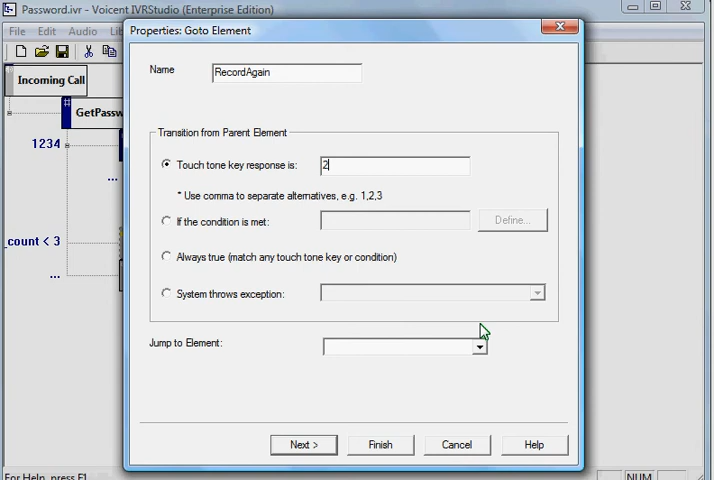 Password.ivr - Voicent IVRStudio (Enterprise Edition)
File Edit Audio
Properties: Goto Element
Incoming Call
Name RecordAgain
#
#
Transition from Parent Element
1234
Touch tone key response is: 2
...
* Use comma to separate alternatives, e.g. 1,2,3
If the condition is met: Define...
_count < 3
Always true (match any touch tone key or condition)
...
System throws exception:
Jump to Element:
Next > Finish Cancel Help
For Help, press F1 NUM